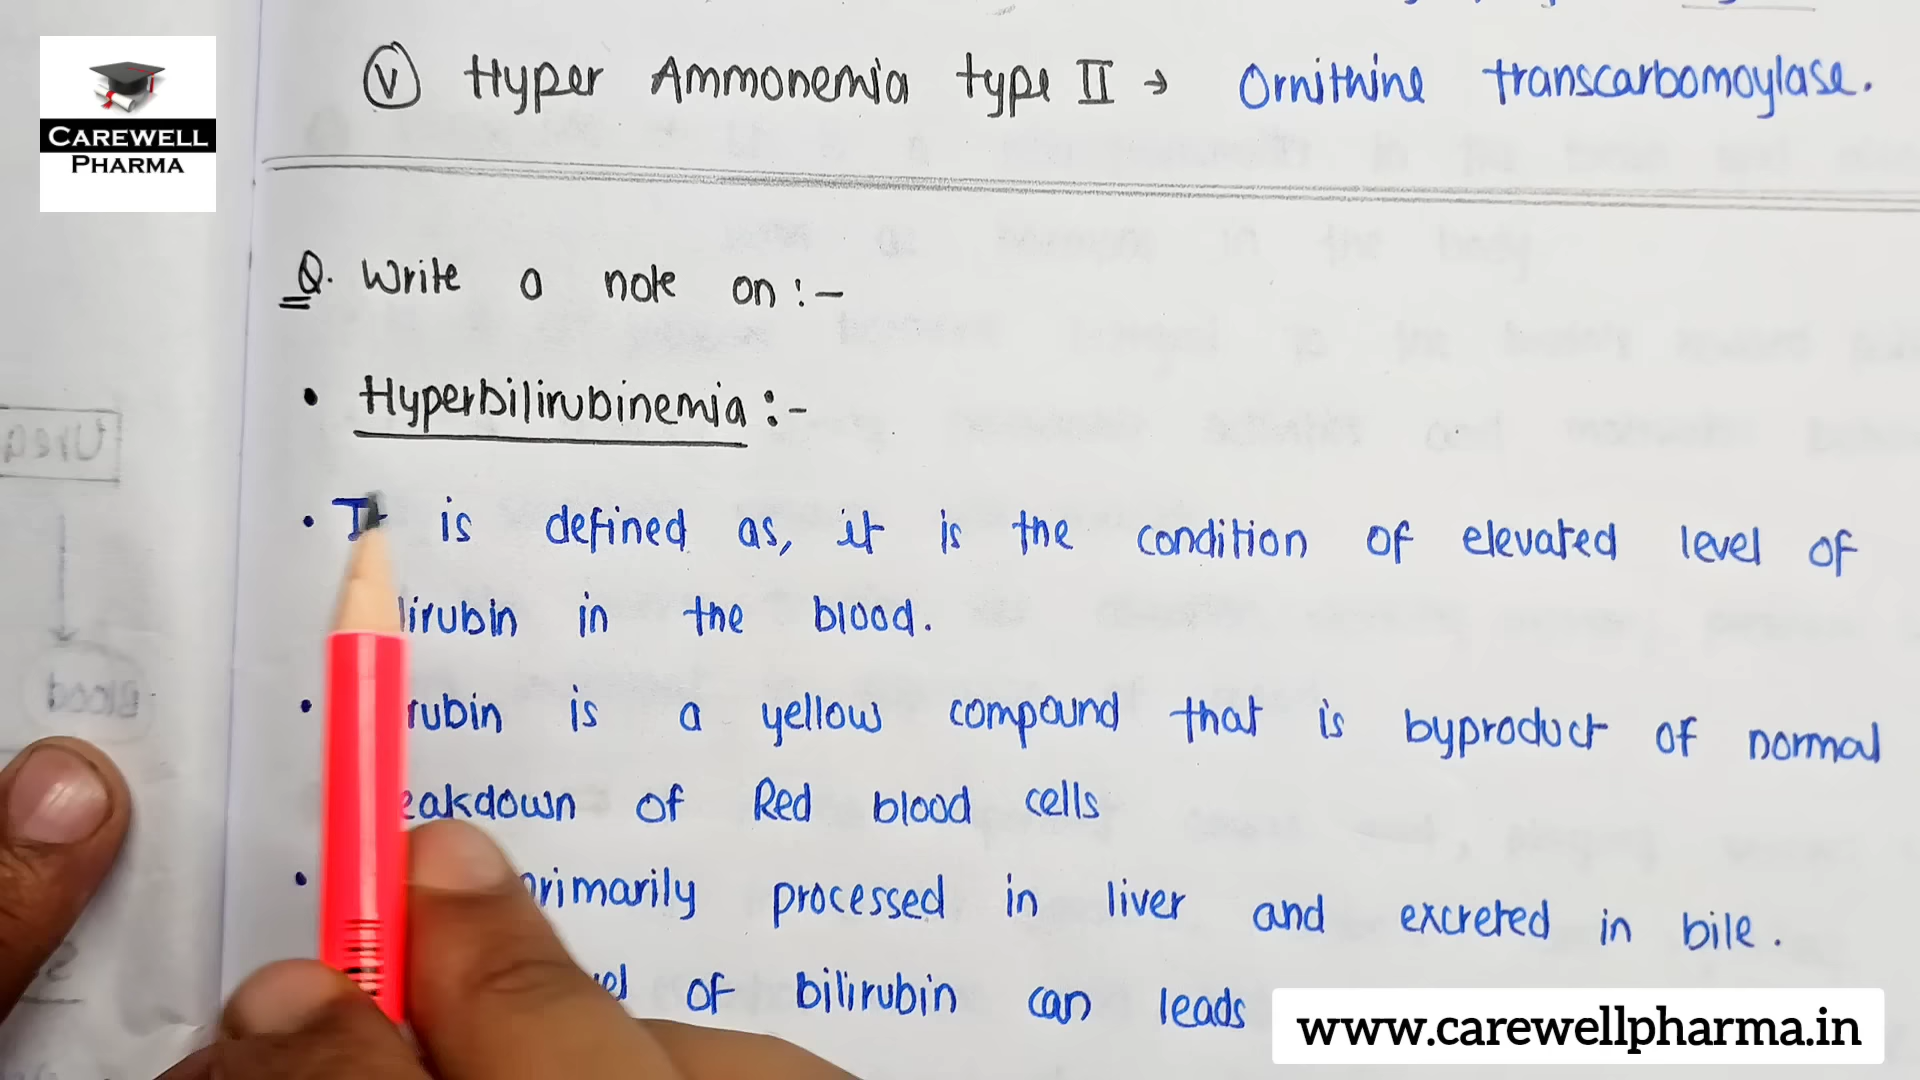 CAREWELL
PHARMA
V Hyper Ammonemia type II → Ornithine transcarbomoylase.
Q. Write a note on :-
• Hyperbilirubinemia :-
• It is defined as, it is the condition of elevated level of
lirubin in the blood.
• rubin is a yellow compound that is byproduct of normal
eakdown of Red blood cells
• primarily processed in liver and excreted in bile.
of bilirubin can leads
www.carewellpharma.in